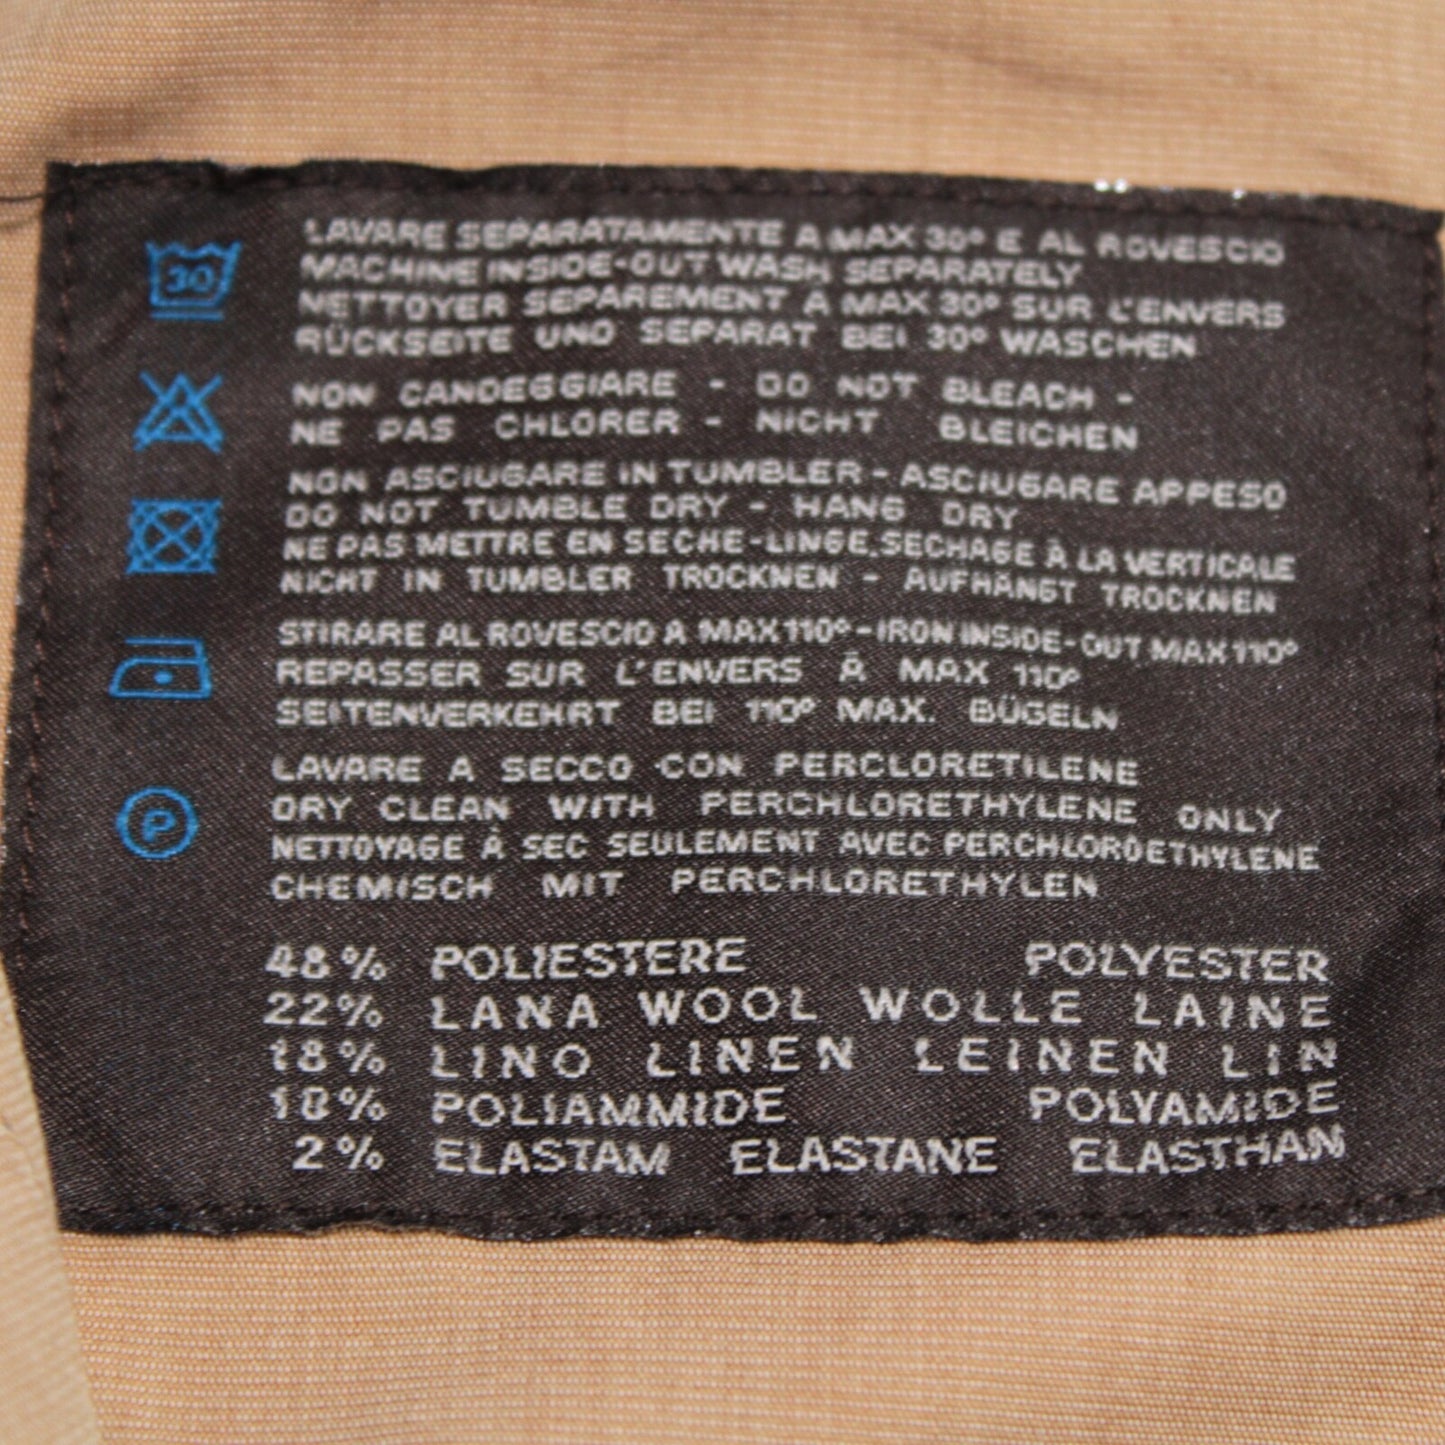 30
LAVARE SEPARATAMENTE A MAX 30° E AL ROVESCIO
MACHINE INSIDE-OUT WASH SEPARATELY
NETTOYER SEPAREMENT A MAX 30° SUR L'ENVERS
RÜCKSEITE UND SEPARAT BEI 30° WASCHEN
NON CANDEGGIARE - DO NOT BLEACH -
NE PAS CHLORER - NICHT BLEICHEN
NON ASCIUGARE IN TUMBLER - ASCIUGARE APPESO
DO NOT TUMBLE DRY - HANG DRY
NE PAS METTRE EN SECHE-LINGE,SECHAGE À LA VERTICALE
NICHT IN TUMBLER TROCKNEN - AUFHÄNGT TROCKNEN
STIRARE AL ROVESCIO A MAX 110° - IRON INSIDE-OUT MAX 110°
REPASSER SUR L'ENVERS À MAX 110°
SEITENVERKEHRT BEI 110° MAX. BÜGELN
P
LAVARE A SECCO CON PERCLORETILENE
DRY CLEAN WITH PERCHLORETHYLENE ONLY
NETTOYAGE À SEC SEULEMENT AVEC PERCHLOROETHYLENE
CHEMISCH MIT PERCHLORETHYLEN
48% POLIESTERE POLYESTER
22% LANA WOOL WOLLE LAINE
18% LINO LINEN LEINEN LIN
10% POLIAMMIDE POLYAMIDE
2% ELASTAM ELASTANE ELASTHAN